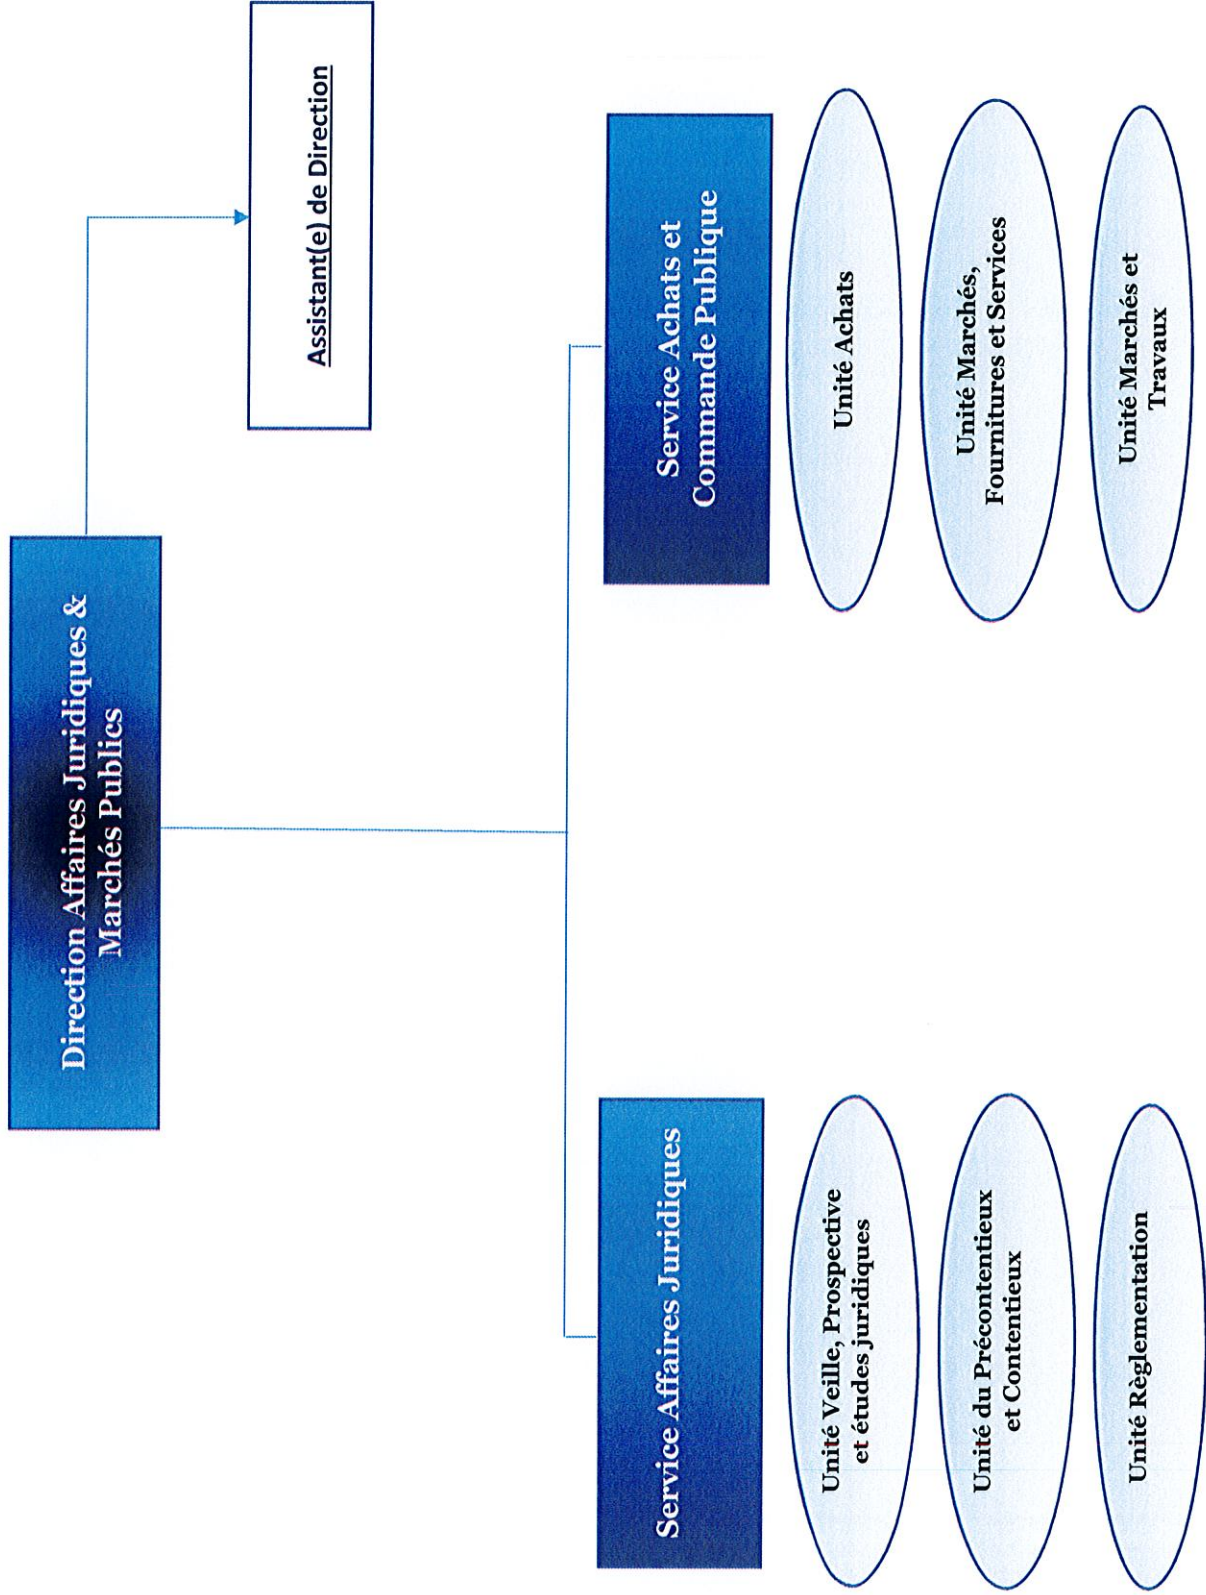 Direction Affaires Juridiques &
Marchés Publics
Assistant(e) de Direction
Service Affaires Juridiques
Unité Veille, Prospective
et études juridiques
Unité du Précontentieux
et Contentieux
Unité Règlementation
Service Achats et
Commande Publique
Unité Achats
Unité Marchés,
Fournitures et Services
Unité Marchés et
Travaux